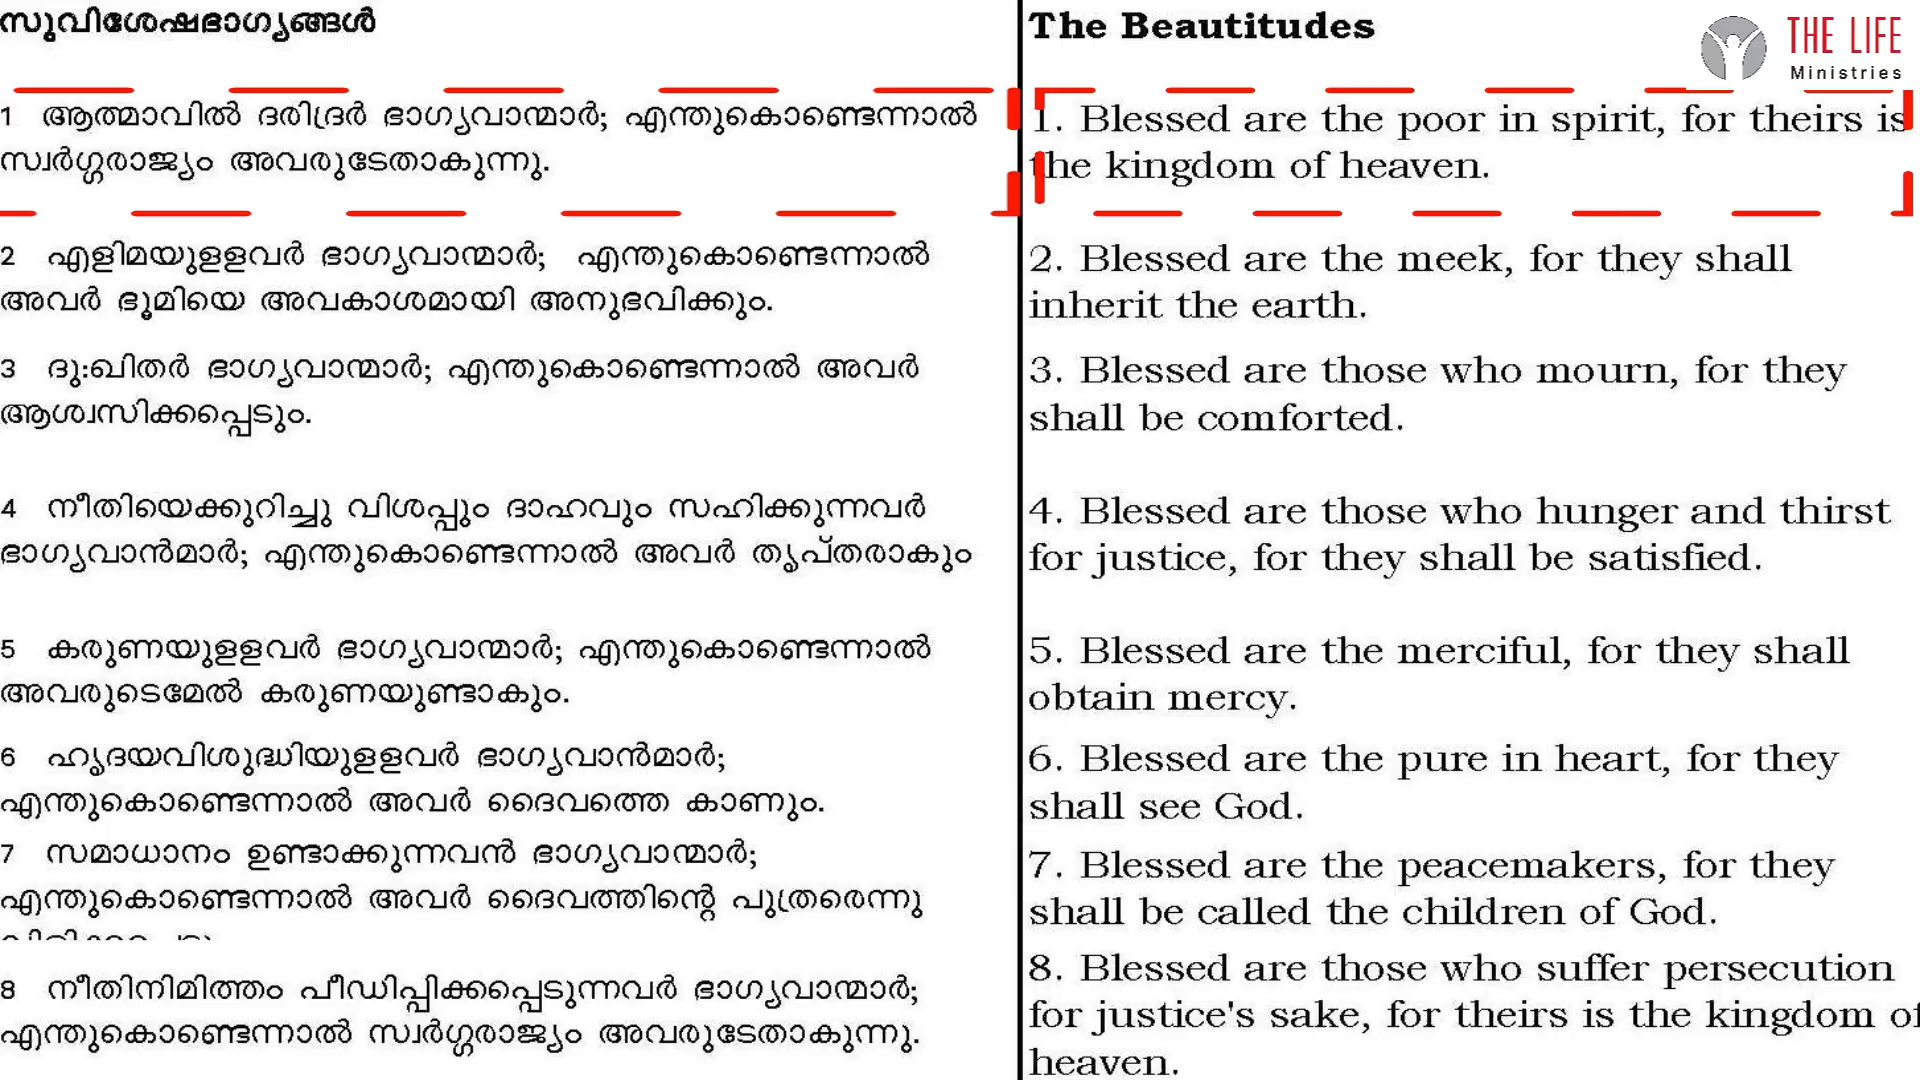 സുവിശേഷഭാഗ്യങ്ങൾ
1 ആത്മാവിൽ ദരിദ്രർ ഭാഗ്യവാന്മാർ; എന്തുകൊണ്ടെന്നാൽ
സ്വർഗ്ഗരാജ്യം അവരുടേതാകുന്നു.
2 എളിമയുളളവർ ഭാഗ്യവാന്മാർ; എന്തുകൊണ്ടെന്നാൽ
അവർ ഭൂമിയെ അവകാശമായി അനുഭവിക്കും.
3 ദു:ഖിതർ ഭാഗ്യവാന്മാർ; എന്തുകൊണ്ടെന്നാൽ അവർ
ആശ്വസിക്കപ്പെടും.
4 നീതിയെക്കുറിച്ചു വിശപ്പും ദാഹവും സഹിക്കുന്നവർ
ഭാഗ്യവാൻമാർ; എന്തുകൊണ്ടെന്നാൽ അവർ തൃപ്തരാകും
5 കരുണയുളളവർ ഭാഗ്യവാന്മാർ; എന്തുകൊണ്ടെന്നാൽ
അവരുടെമേൽ കരുണയുണ്ടാകും.
6 ഹൃദയവിശുദ്ധിയുളളവർ ഭാഗ്യവാൻമാർ;
എന്തുകൊണ്ടെന്നാൽ അവർ ദൈവത്തെ കാണും.
7 സമാധാനം ഉണ്ടാക്കുന്നവൻ ഭാഗ്യവാന്മാർ;
എന്തുകൊണ്ടെന്നാൽ അവർ ദൈവത്തിന്റെ പുത്രരെന്നു
8 നീതിനിമിത്തം പീഡിപ്പിക്കപ്പെടുന്നവർ ഭാഗ്യവാന്മാർ;
എന്തുകൊണ്ടെന്നാൽ സ്വർഗ്ഗരാജ്യം അവരുടേതാകുന്നു.
The Beautitudes
1. Blessed are the poor in spirit, for theirs is
the kingdom of heaven.
2. Blessed are the meek, for they shall
inherit the earth.
3. Blessed are those who mourn, for they
shall be comforted.
4. Blessed are those who hunger and thirst
for justice, for they shall be satisfied.
5. Blessed are the merciful, for they shall
obtain mercy.
6. Blessed are the pure in heart, for they
shall see God.
7. Blessed are the peacemakers, for they
shall be called the children of God.
8. Blessed are those who suffer persecution
for justice's sake, for theirs is the kingdom of
heaven.
THE LIFE
Ministries